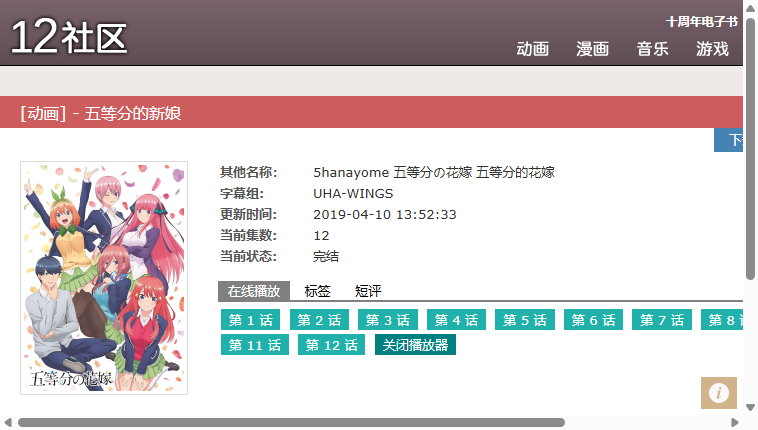 12社区
十周年电子书
动画 漫画 音乐 游戏
[动画] - 五等分的新娘
其他名称: 5hanayome 五等分の花嫁 五等分的花嫁
字幕组: UHA-WINGS
更新时间: 2019-04-10 13:52:33
当前集数: 12
当前状态: 完结
五等分の花嫁
在线播放 标签 短评
第 1 话 第 2 话 第 3 话 第 4 话 第 5 话 第 6 话 第 7 话 第 8
第 11 话 第 12 话 关闭播放器